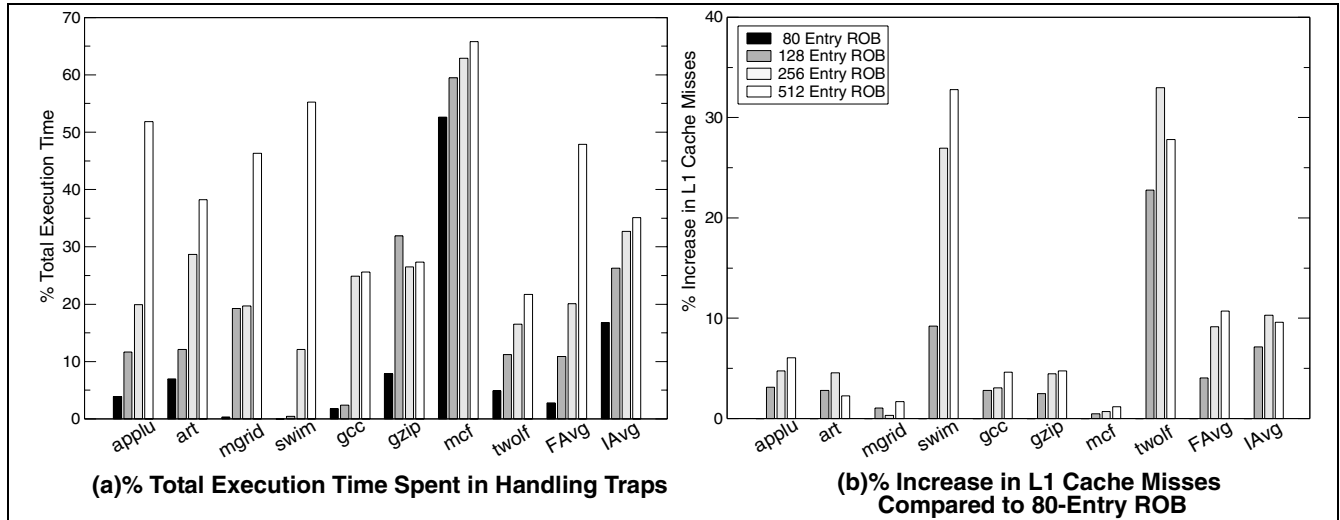 70
60
50
40
30
20
10
0
% Total Execution Time
applu
art
mgrid
swim
gcc
gzip
mcf
twolf
FAvg
IAvg
(a)% Total Execution Time Spent in Handling Traps
40
30
20
10
0
% Increase in L1 Cache Misses
80 Entry ROB
128 Entry ROB
256 Entry ROB
512 Entry ROB
applu
art
mgrid
swim
gcc
gzip
mcf
twolf
FAvg
IAvg
(b)% Increase in L1 Cache Misses
Compared to 80-Entry ROB